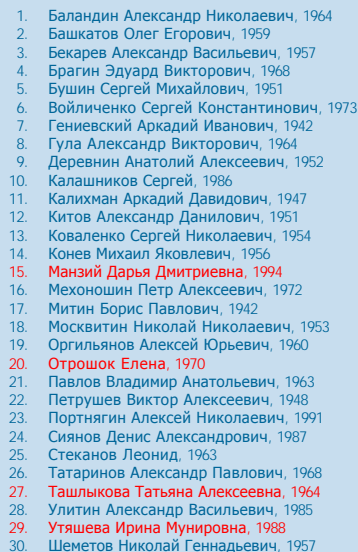 1. Баландин Александр Николаевич, 1964
2. Башкатов Олег Егорович, 1959
3. Бекарев Александр Васильевич, 1957
4. Брагин Эдуард Викторович, 1968
5. Бушин Сергей Михайлович, 1951
6. Войличенко Сергей Константинович, 1973
7. Гениевский Аркадий Иванович, 1942
8. Гула Александр Викторович, 1964
9. Деревнин Анатолий Алексеевич, 1952
10. Калашников Сергей, 1986
11. Калихман Аркадий Давидович, 1947
12. Китов Александр Данилович, 1951
13. Коваленко Сергей Николаевич, 1954
14. Конев Михаил Яковлевич, 1956
15. Манзий Дарья Дмитриевна, 1994
16. Мехоношин Петр Алексеевич, 1972
17. Митин Борис Павлович, 1942
18. Москвитин Николай Николаевич, 1953
19. Оргильянов Алексей Юрьевич, 1960
20. Отрошок Елена, 1970
21. Павлов Владимир Анатольевич, 1963
22. Петрушев Виктор Алексеевич, 1948
23. Портнягин Алексей Николаевич, 1991
24. Сиянов Денис Александрович, 1987
25. Стеканов Леонид, 1963
26. Татаринов Александр Павлович, 1968
27. Ташлыкова Татьяна Алексеевна, 1964
28. Улитин Александр Васильевич, 1985
29. Утяшева Ирина Мунировна, 1988
30. Шеметов Николай Геннадьевич, 1957